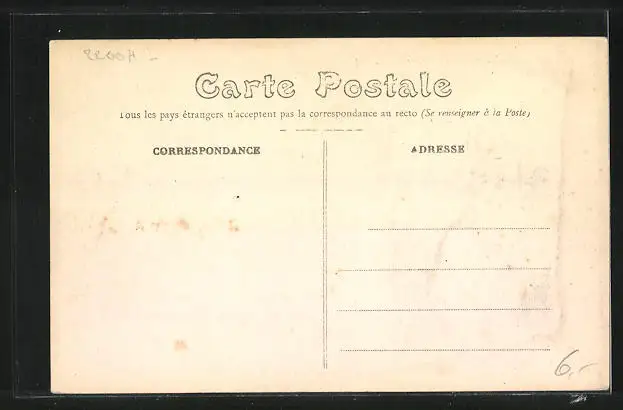 Carte Postale
Tous les pays étrangers n'acceptent pas la correspondance au recto (Se renseigner à la Poste)
CORRESPONDANCE
ADRESSE
6,-